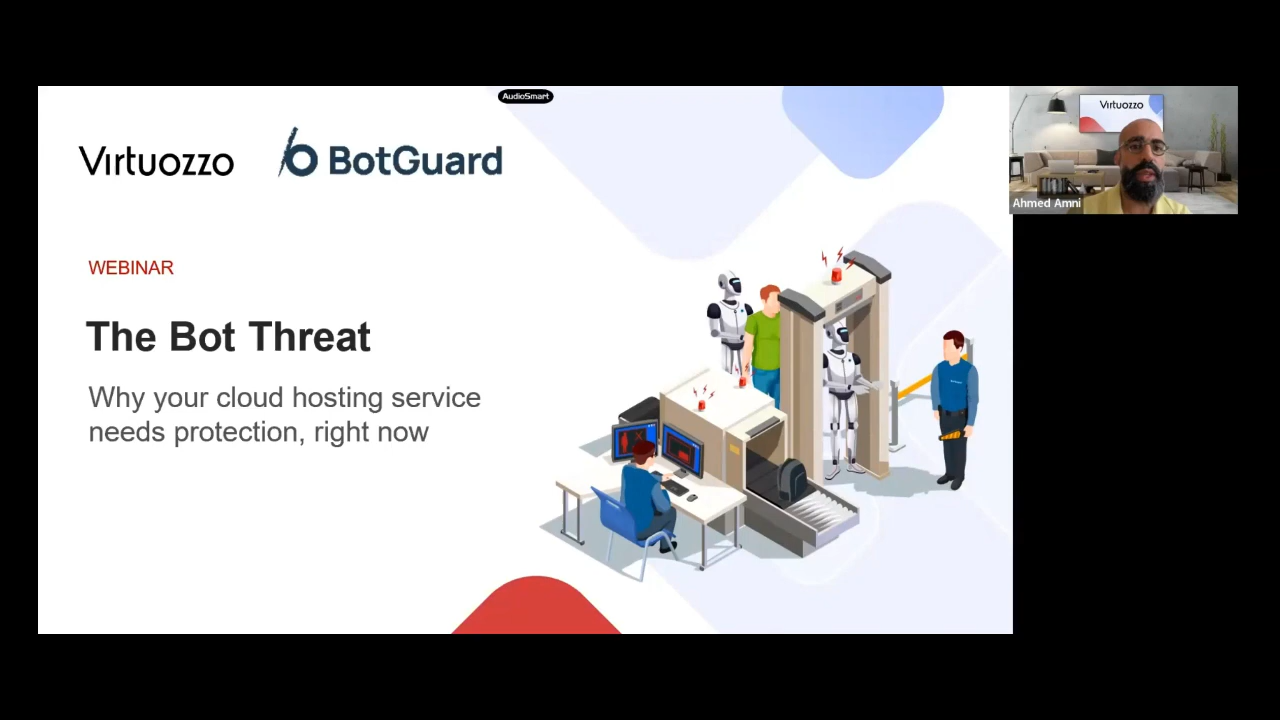 AudioSmart
Virtuozzo
BotGuard
WEBINAR
The Bot Threat
Why your cloud hosting service
needs protection, right now
Virtuozzo
Ahmed Amni